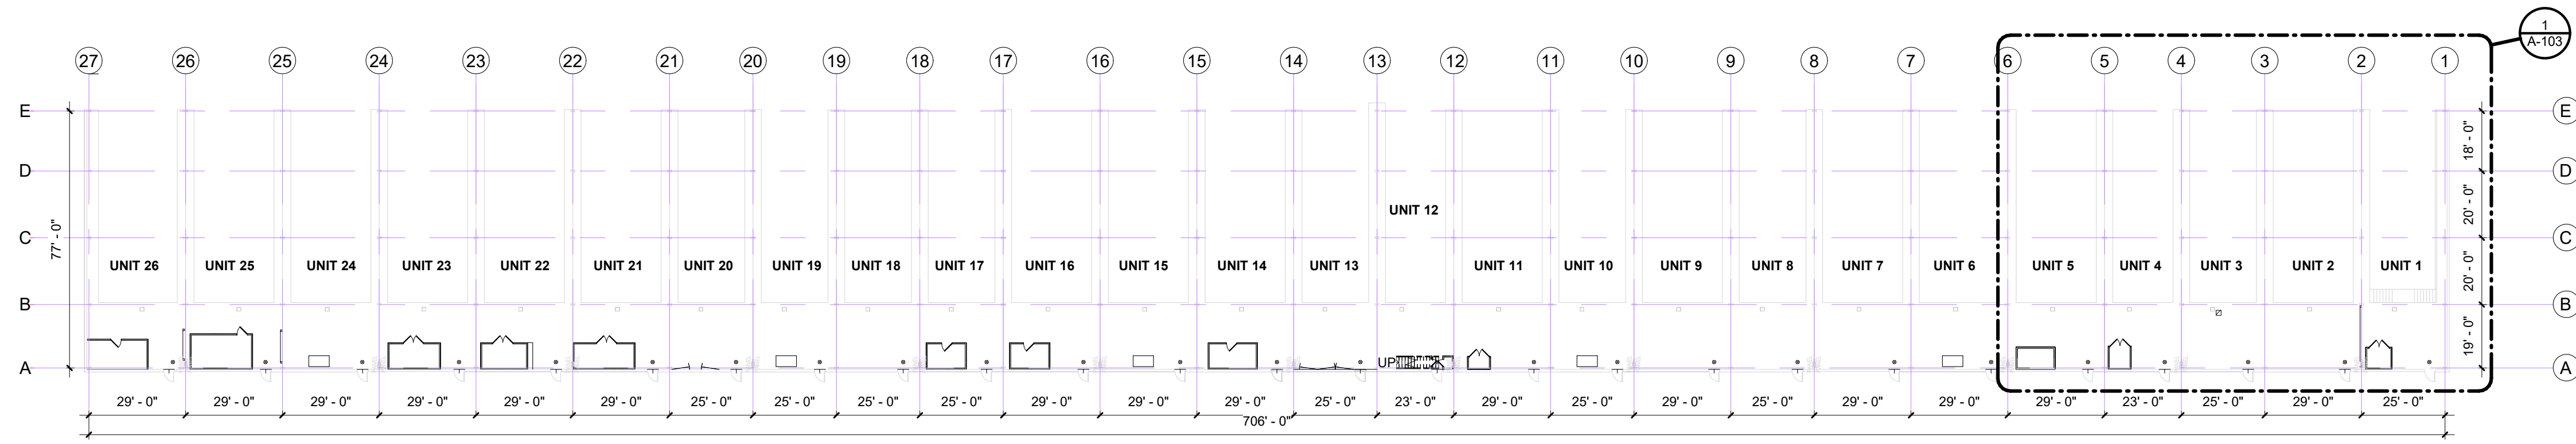 1
A-103
27 26 25 24 23 22 21 20 19 18 17 16 15 14 13 12 11 10 9 8 7 6 5 4 3 2 1
E E
18' - 0"
D D
20' - 0"
UNIT 12
C C
77' - 0"
UNIT 26 UNIT 25 UNIT 24 UNIT 23 UNIT 22 UNIT 21 UNIT 20 UNIT 19 UNIT 18 UNIT 17 UNIT 16 UNIT 15 UNIT 14 UNIT 13 UNIT 11 UNIT 10 UNIT 9 UNIT 8 UNIT 7 UNIT 6 UNIT 5 UNIT 4 UNIT 3 UNIT 2 UNIT 1
20' - 0"
B B
19' - 0"
UP
A A
29' - 0" 29' - 0" 29' - 0" 29' - 0" 29' - 0" 29' - 0" 25' - 0" 25' - 0" 25' - 0" 25' - 0" 29' - 0" 29' - 0" 29' - 0" 25' - 0" 23' - 0" 29' - 0" 25' - 0" 29' - 0" 25' - 0" 29' - 0" 29' - 0" 29' - 0" 23' - 0" 25' - 0" 29' - 0" 25' - 0"
706' - 0"